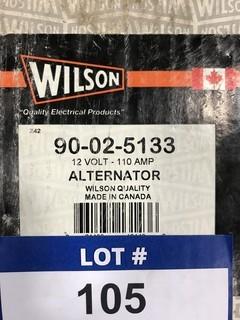 WILSON
"Quality Electrical Products"
90-02-5133
12 VOLT - 110 AMP
ALTERNATOR
WILSON QUALITY
MADE IN CANADA
LOT #
105